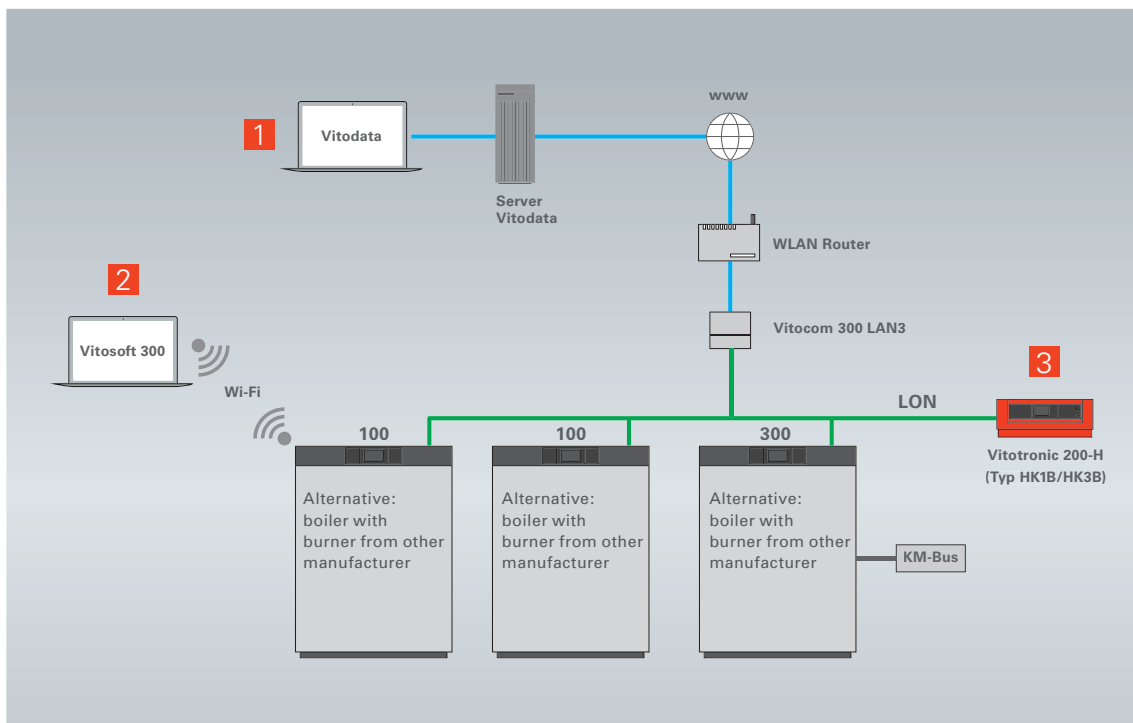 www
1
Vitodata
Server
Vitodata
WLAN Router
2
Vitosoft 300
Wi-Fi
Vitocom 300 LAN3
3
LON
Vitotronic 200-H
(Typ HK1B/HK3B)
100
100
300
Alternative:
boiler with
burner from other
manufacturer
Alternative:
boiler with
burner from other
manufacturer
Alternative:
boiler with
burner from other
manufacturer
KM-Bus